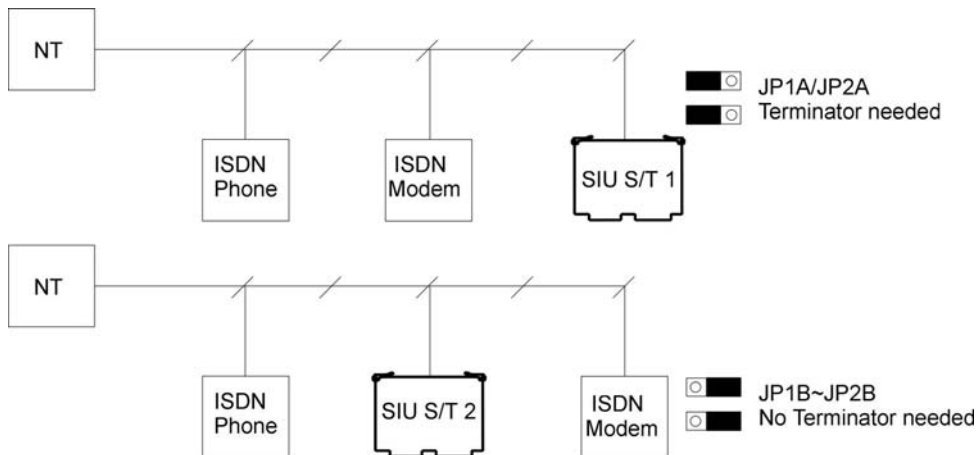 NT
JP1A/JP2A
Terminator needed
ISDN
Phone
ISDN
Modem
SIU S/T 1
NT
ISDN
Phone
SIU S/T 2
ISDN
Modem
JP1B~JP2B
No Terminator needed